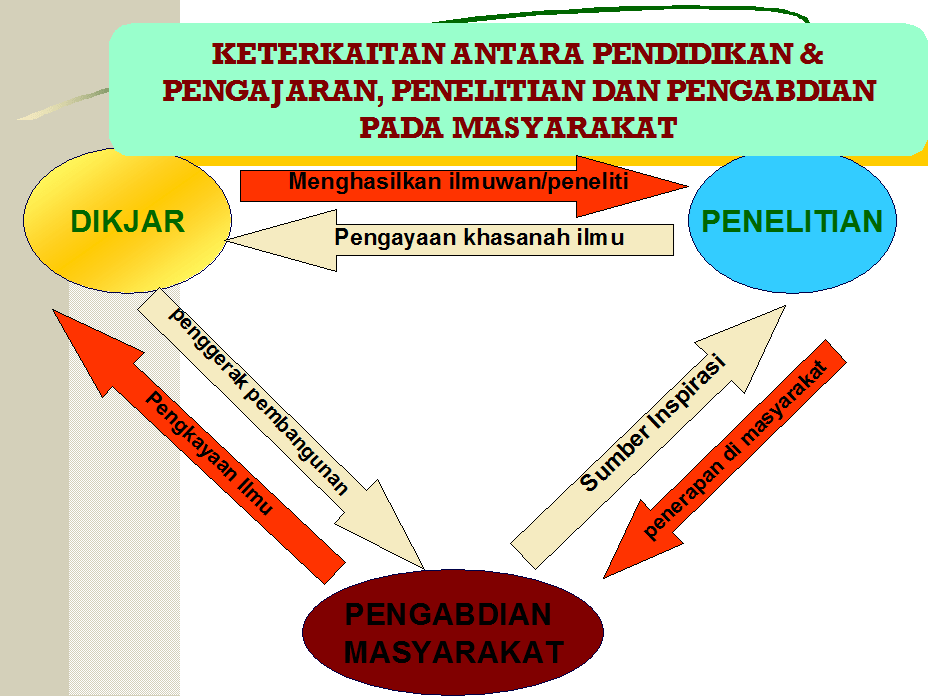 KETERKAITAN ANTARA PENDIDIKAN &
PENGAJARAN, PENELITIAN DAN PENGABDIAN
PADA MASYARAKAT
Menghasilkan ilmuwan/peneliti
DIKJAR
PENELITIAN
Pengayaan khasanah ilmu
penggerak pembangunan
Pengkayaan Ilmu
Sumber Inspirasi
penerapan di masyarakat
PENGABDIAN
MASYARAKAT